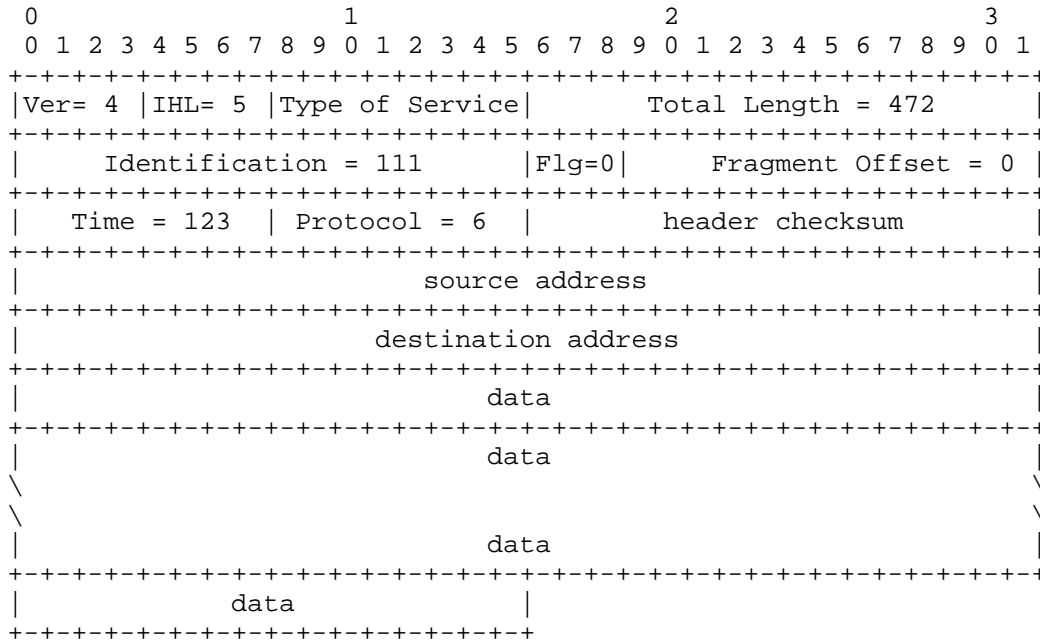 0                   1                   2                   3
 0 1 2 3 4 5 6 7 8 9 0 1 2 3 4 5 6 7 8 9 0 1 2 3 4 5 6 7 8 9 0 1
+-+-+-+-+-+-+-+-+-+-+-+-+-+-+-+-+-+-+-+-+-+-+-+-+-+-+-+-+-+-+-+-+
|Ver= 4 |IHL= 5 |Type of Service|       Total Length = 472      |
+-+-+-+-+-+-+-+-+-+-+-+-+-+-+-+-+-+-+-+-+-+-+-+-+-+-+-+-+-+-+-+-+
|     Identification = 111      |Flg=0|     Fragment Offset = 0 |
+-+-+-+-+-+-+-+-+-+-+-+-+-+-+-+-+-+-+-+-+-+-+-+-+-+-+-+-+-+-+-+-+
|   Time = 123  | Protocol = 6  |        header checksum        |
+-+-+-+-+-+-+-+-+-+-+-+-+-+-+-+-+-+-+-+-+-+-+-+-+-+-+-+-+-+-+-+-+
|                         source address                        |
+-+-+-+-+-+-+-+-+-+-+-+-+-+-+-+-+-+-+-+-+-+-+-+-+-+-+-+-+-+-+-+-+
|                      destination address                      |
+-+-+-+-+-+-+-+-+-+-+-+-+-+-+-+-+-+-+-+-+-+-+-+-+-+-+-+-+-+-+-+-+
|                             data                              |
+-+-+-+-+-+-+-+-+-+-+-+-+-+-+-+-+-+-+-+-+-+-+-+-+-+-+-+-+-+-+-+-+
|                             data                              |
\                                                               \
\                                                               \
|                             data                              |
+-+-+-+-+-+-+-+-+-+-+-+-+-+-+-+-+-+-+-+-+-+-+-+-+-+-+-+-+-+-+-+-+
|             data              |
+-+-+-+-+-+-+-+-+-+-+-+-+-+-+-+-+